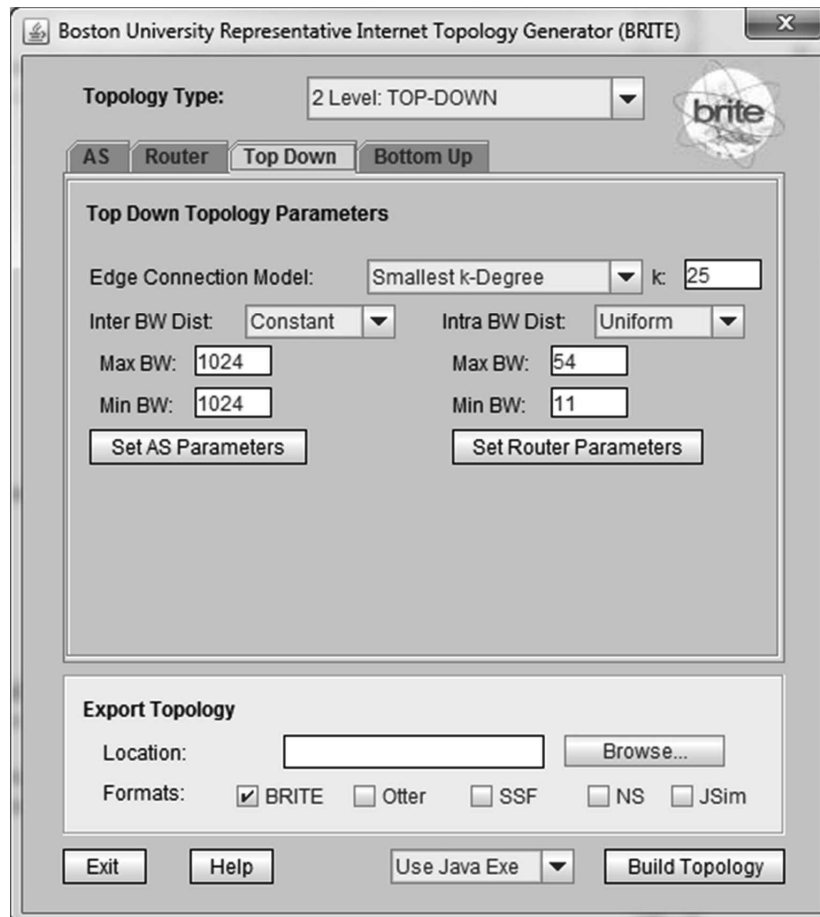 Boston University Representative Internet Topology Generator (BRITE) X
Topology Type: 2 Level: TOP-DOWN
brite
AS Router Top Down Bottom Up
Top Down Topology Parameters
Edge Connection Model: Smallest k-Degree k: 25
Inter BW Dist: Constant Intra BW Dist: Uniform
Max BW: 1024 Max BW: 54
Min BW: 1024 Min BW: 11
Set AS Parameters Set Router Parameters
Export Topology
Location: Browse...
Formats: BRITE Otter SSF NS JSim
Exit Help Use Java Exe Build Topology